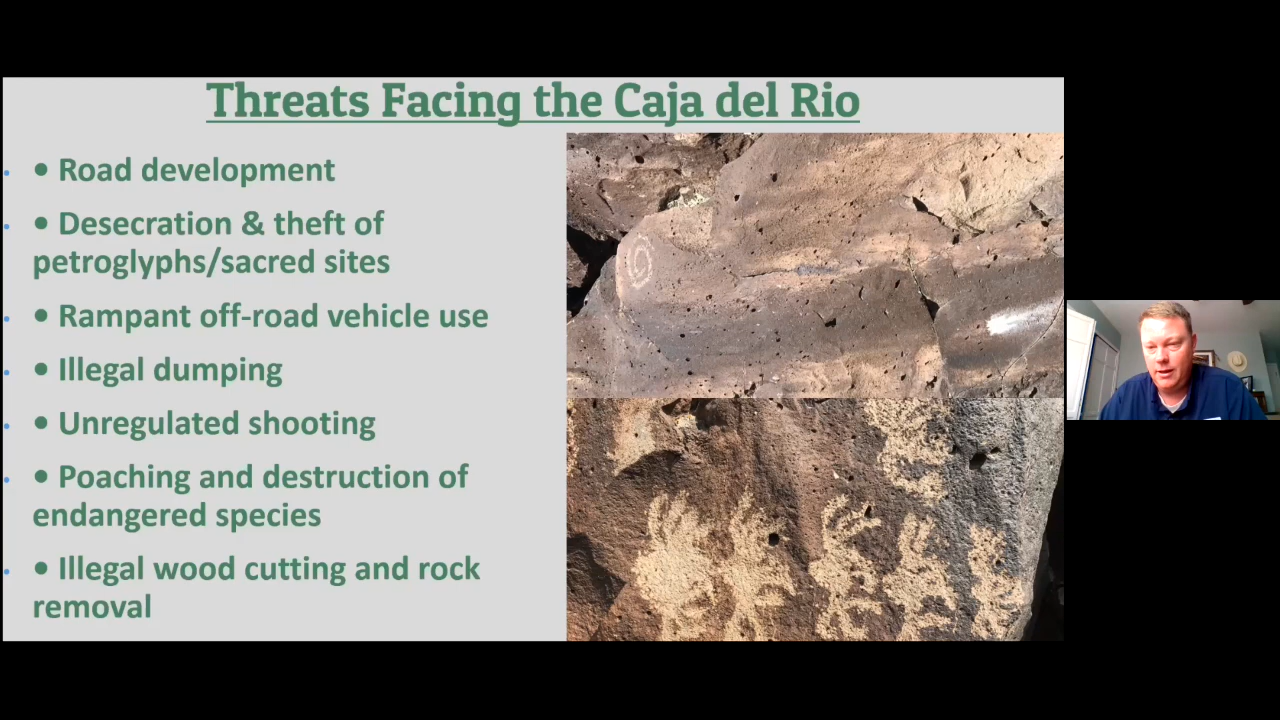 Threats Facing the Caja del Rio
• Road development
• Desecration & theft of
petroglyphs/sacred sites
• Rampant off-road vehicle use
• Illegal dumping
• Unregulated shooting
• Poaching and destruction of
endangered species
• Illegal wood cutting and rock
removal